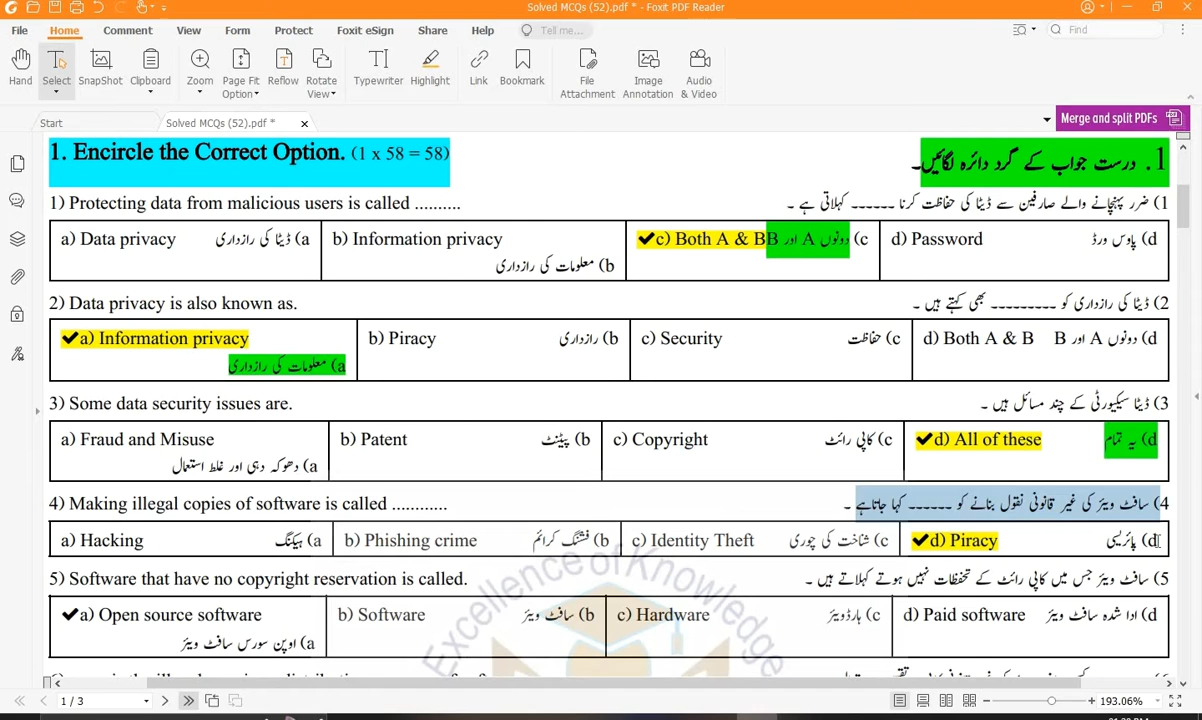 Solved MCQs (52).pdf * - Foxit PDF Reader
File Home Comment View Form Protect Foxit eSign Share Help Tell me... Find
Hand Select SnapShot Clipboard Zoom Page Fit Option Reflow Rotate View Typewriter Highlight Link Bookmark File Attachment Image Annotation Audio & Video
Start Solved MCQs (52).pdf * Merge and split PDFs
1. Encircle the Correct Option. (1 x 58 = 58) 1. درست جواب کے گرد دائرہ لگائیں۔
1) Protecting data from malicious users is called .......... 1) ضرر پہنچانے والے صارفین سے ڈیٹا کی حفاظت کرنا ------ کہلاتی ہے ۔
a) Data privacy a) ڈیٹا کی رازداری b) Information privacy ✔c) Both A & B c) دونوں A اور B d) Password d) پاس ورڈ
b) معلومات کی رازداری
2) Data privacy is also known as. 2) ڈیٹا کی رازداری کو --------- بھی کہتے ہیں ۔
✔a) Information privacy b) Piracy b) رازداری c) Security c) حفاظت d) Both A & B d) دونوں A اور B
a) معلومات کی رازداری
3) Some data security issues are. 3) ڈیٹا سیکیورٹی کے چند مسائل ہیں ۔
a) Fraud and Misuse b) Patent b) پیٹنٹ c) Copyright c) کاپی رائٹ ✔d) All of these d) یہ تمام
a) دھوکہ دہی اور غلط استعمال
4) Making illegal copies of software is called ............ 4) سافٹ ویئر کی غیر قانونی نقول بنانے کو ------ کہا جاتاہے ۔
a) Hacking a) ہیکنگ b) Phishing crime b) فشنگ کرائم c) Identity Theft c) شناخت کی چوری ✔d) Piracy d) پائریسی
5) Software that have no copyright reservation is called. 5) سافٹ ویئر جس میں کاپی رائٹ کے تحفظات نہیں ہوتے کہلاتے ہیں ۔
✔a) Open source software b) Software b) سافٹ ویئر c) Hardware c) ہارڈویئر d) Paid software d) ادا شدہ سافٹ ویئر
a) اوپن سورس سافٹ ویئر
Excellence of Knowledge
1 / 3 193.06%